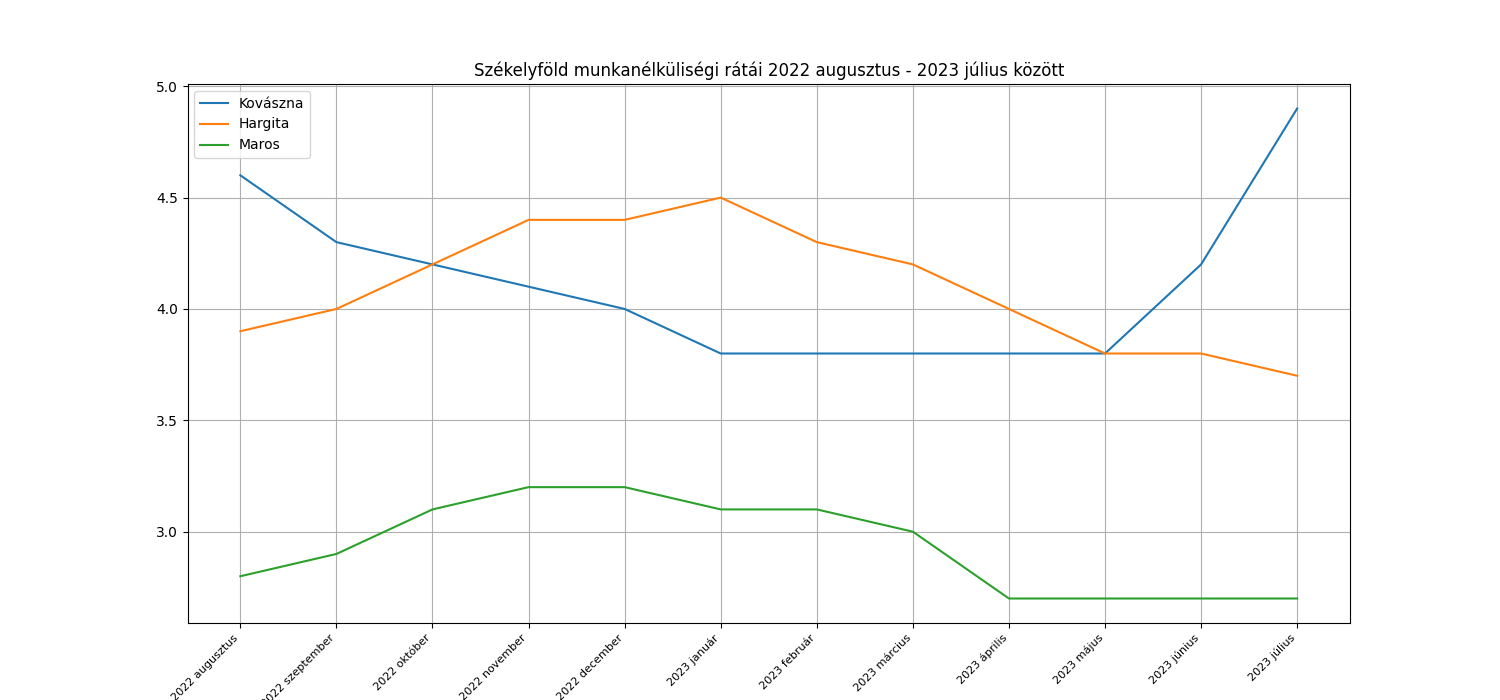 Székelyföld munkanélküliségi rátái 2022 augusztus - 2023 július között
Kovászna
Hargita
Maros
5.0
4.5
4.0
3.5
3.0
2022 augusztus
szeptember
2022 október
2022 november
2022 december
2023 január
2023 február
2023 március
2023 április
2023 május
2023 június
2023 július